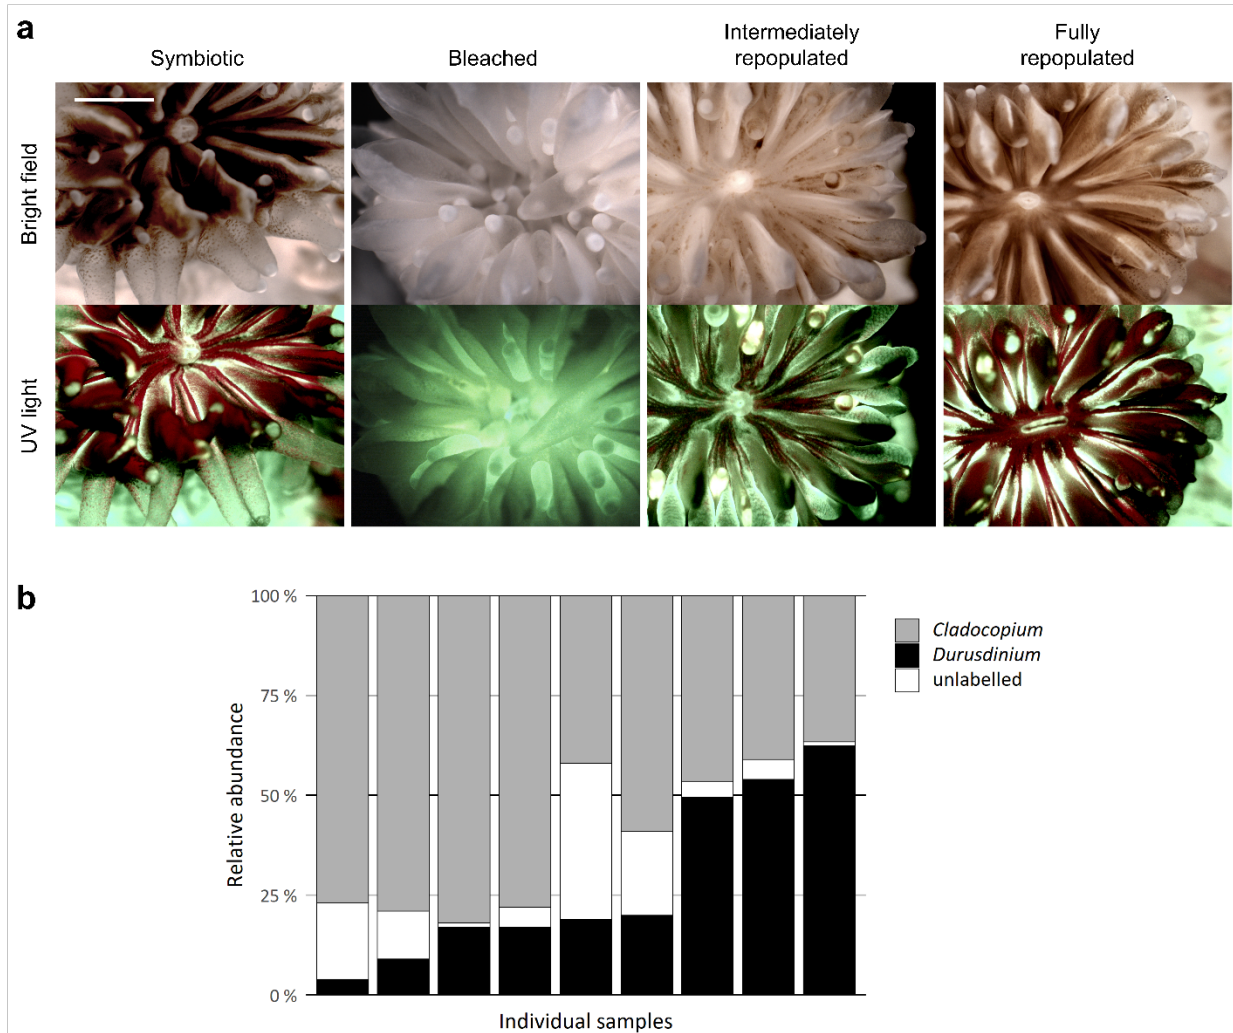 a
Symbiotic
Bleached
Intermediately
repopulated
Fully
repopulated
Bright field
UV light
b
100 %
75 %
50 %
25 %
0 %
Relative abundance
Individual samples
Cladocopium
Durusdinium
unlabelled